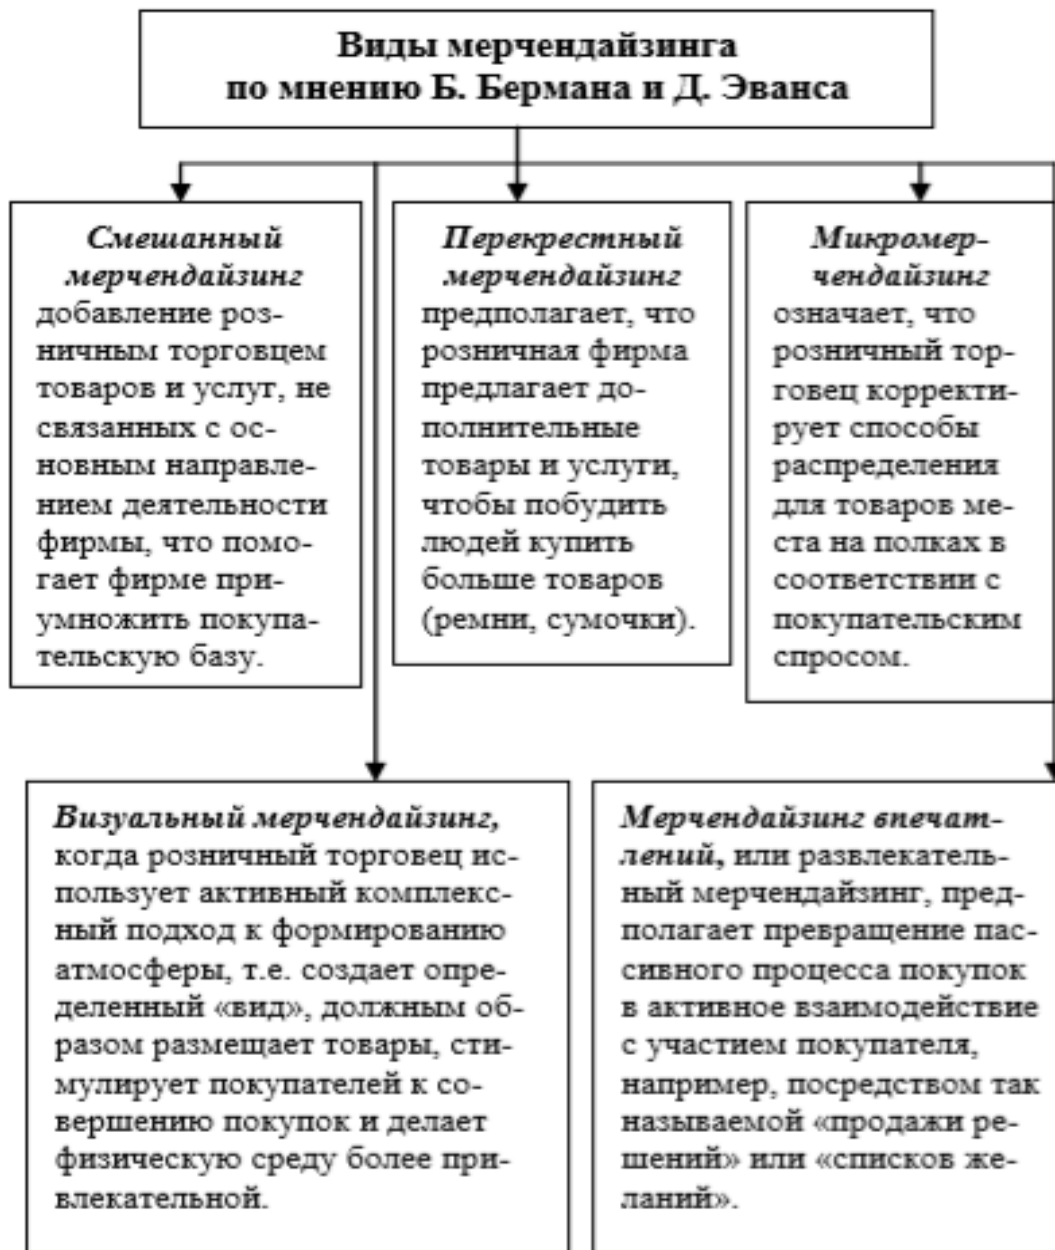 Виды мерчендайзинга
по мнению Б. Бермана и Д. Эванса
Смешанный
мерчендайзинг
добавление роз-
ничным торговцем
товаров и услуг, не
связанных с ос-
новным направле-
нием деятельности
фирмы, что помо-
гает фирме при-
умножить покупа-
тельскую базу.
Перекрестный
мерчендайзинг
предполагает, что
розничная фирма
предлагает до-
полнительные
товары и услуги,
чтобы побудить
людей купить
больше товаров
(ремни, сумочки).
Микромер-
чендайзинг
означает, что
розничный тор-
говец корректи-
рует способы
распределения
для товаров ме-
ста на полках в
соответствии с
покупательским
спросом.
Визуальный мерчендайзинг,
когда розничный торговец ис-
пользует активный комплекс-
ный подход к формированию
атмосферы, т.е. создает опре-
деленный «вид», должным об-
разом размещает товары, сти-
мулирует покупателей к со-
вершению покупок и делает
физическую среду более при-
влекательной.
Мерчендайзинг впечат-
лений, или развлекатель-
ный мерчендайзинг, пред-
полагает превращение пас-
сивного процесса покупок
в активное взаимодействие
с участием покупателя,
например, посредством так
называемой «продажи ре-
шений» или «списков же-
ланий».